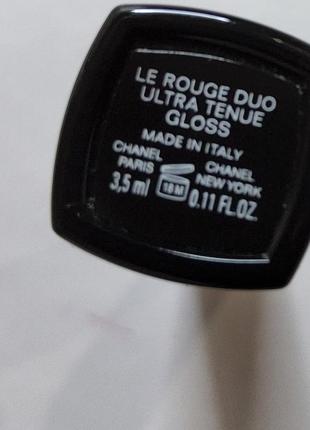 LE ROUGE DUO
ULTRA TENUE
GLOSS
MADE IN ITALY
CHANEL CHANEL
PARIS 18M NEW YORK
3,5 ml 0.11 FL.OZ.